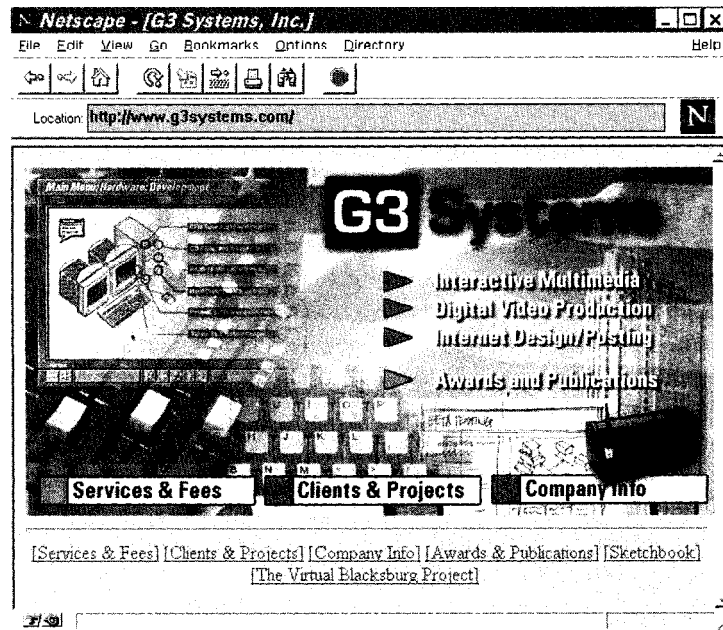 Netscape - [G3 Systems, Inc.]
File Edit View Go Bookmarks Options Directory Help
Location: http://www.g3systems.com/
N
Main Menu: Hardware: Development
G3 Systems
Interactive Multimedia
Digital Video Production
Internet Design/Posting
Awards and Publications
U I O P
H J K L
B N M
Services & Fees Clients & Projects Company Info
[Services & Fees] [Clients & Projects] [Company Info] [Awards & Publications] [Sketchbook]
[The Virtual Blacksburg Project]